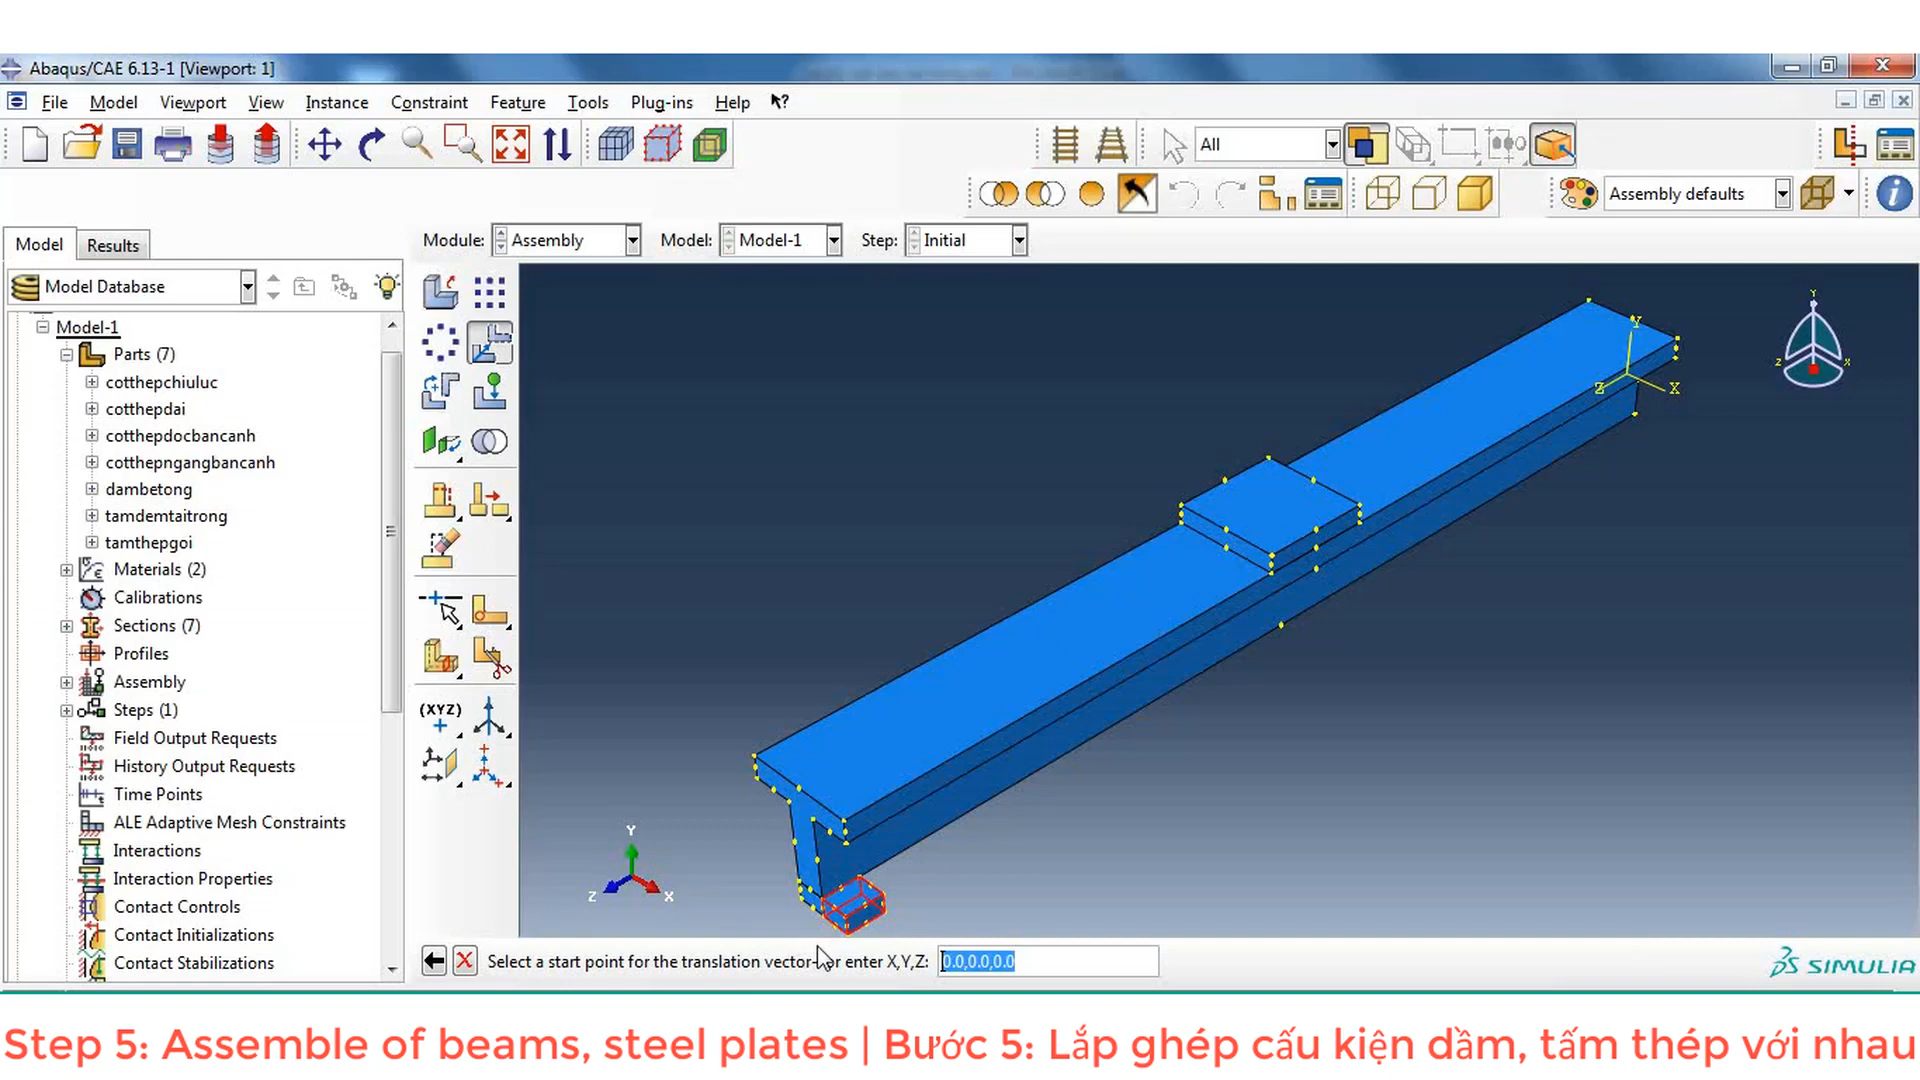 Abaqus/CAE 6.13-1 [Viewport: 1]
File Model Viewport View Instance Constraint Feature Tools Plug-ins Help
All
Assembly defaults
Model Results
Module: Assembly Model: Model-1 Step: Initial
Model Database
Model-1
Parts (7)
cotthepchiuluc
cotthepdai
cotthepdocbancanh
cotthepngangbancanh
dambetong
tamdemtaitrong
tamthepgoi
Materials (2)
Calibrations
Sections (7)
Profiles
Assembly
Steps (1)
Field Output Requests
History Output Requests
Time Points
ALE Adaptive Mesh Constraints
Interactions
Interaction Properties
Contact Controls
Contact Initializations
Contact Stabilizations
(XYZ)
Y
Z X
Y
Z X
Y
Z X
Select a start point for the translation vector--or enter X,Y,Z: 0.0,0.0,0.0
SIMULIA
Step 5: Assemble of beams, steel plates | Bước 5: Lắp ghép cấu kiện dầm, tấm thép với nhau